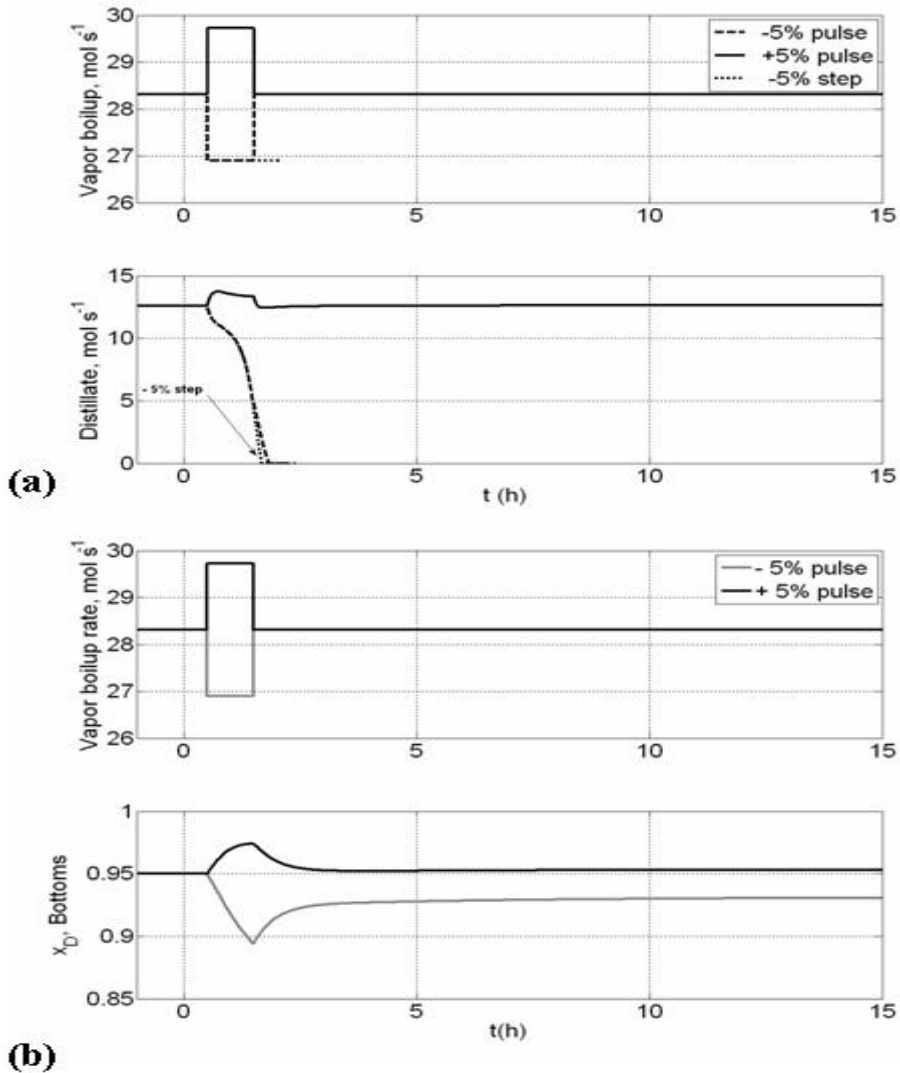 30
29
28
27
26
Vapor boilup, mol s-1
-5% pulse
+5% pulse
-5% step
0
5
10
15
15
10
5
0
Distillate, mol s-1
- 5% step
0
5
10
15
t (h)
(a)
30
29
28
27
26
Vapor boilup rate, mol s-1
- 5% pulse
+ 5% pulse
0
5
10
15
1
0.95
0.9
0.85
xD, Bottoms
0
5
10
15
t(h)
(b)